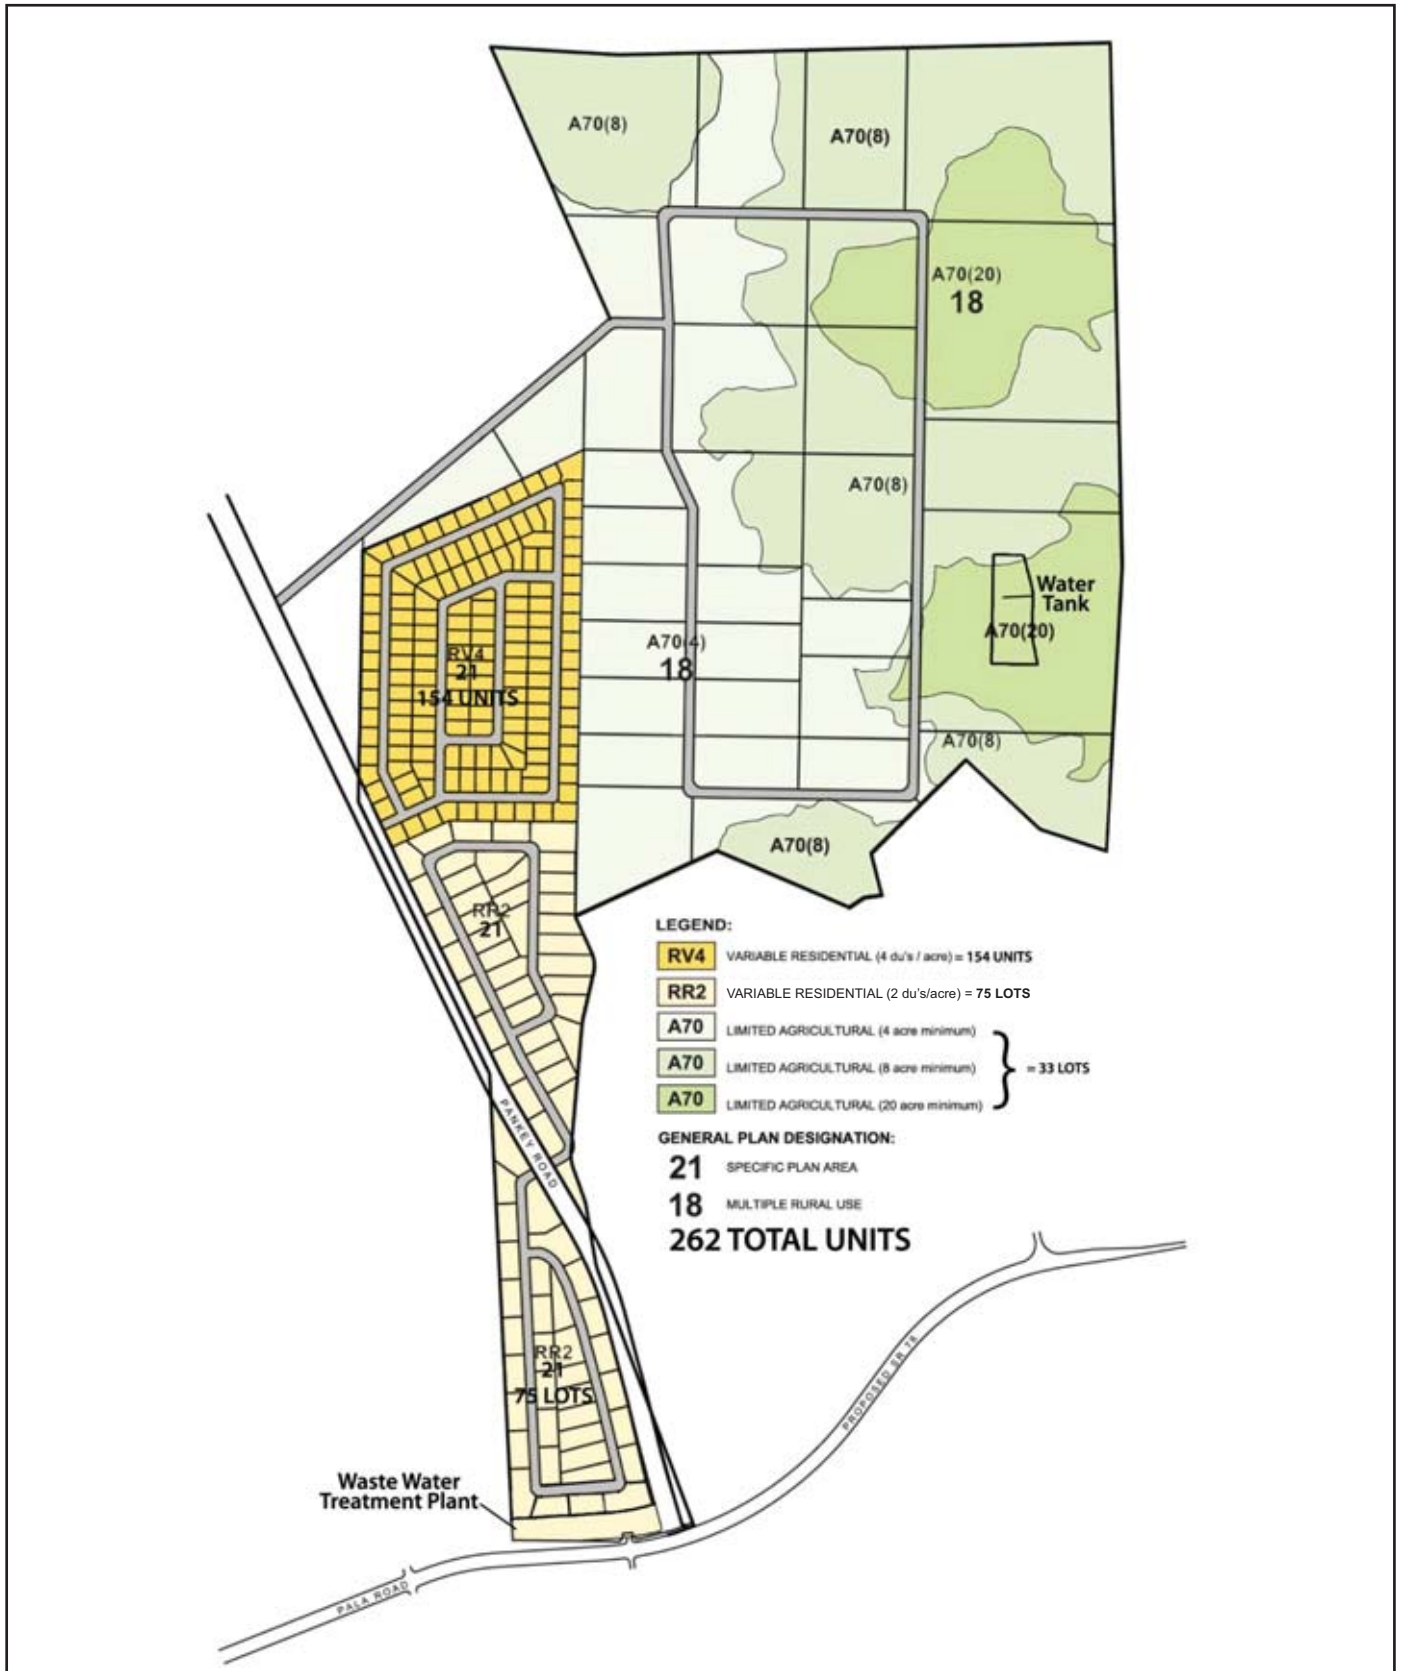 A70(8)
A70(8)
A70(20)
18
A70(8)
Water
Tank
A70(20)
A70(4)
18
RV4
21
154 UNITS
A70(8)
A70(8)
RR2
21
LEGEND:
RV4 VARIABLE RESIDENTIAL (4 du's / acre) = 154 UNITS
RR2 VARIABLE RESIDENTIAL (2 du's/acre) = 75 LOTS
A70 LIMITED AGRICULTURAL (4 acre minimum)
A70 LIMITED AGRICULTURAL (8 acre minimum) = 33 LOTS
A70 LIMITED AGRICULTURAL (20 acre minimum)
GENERAL PLAN DESIGNATION:
21 SPECIFIC PLAN AREA
18 MULTIPLE RURAL USE
262 TOTAL UNITS
PANKEY ROAD
RR2
21
75 LOTS
PROPOSED SR 76
Waste Water
Treatment Plant
PALA ROAD